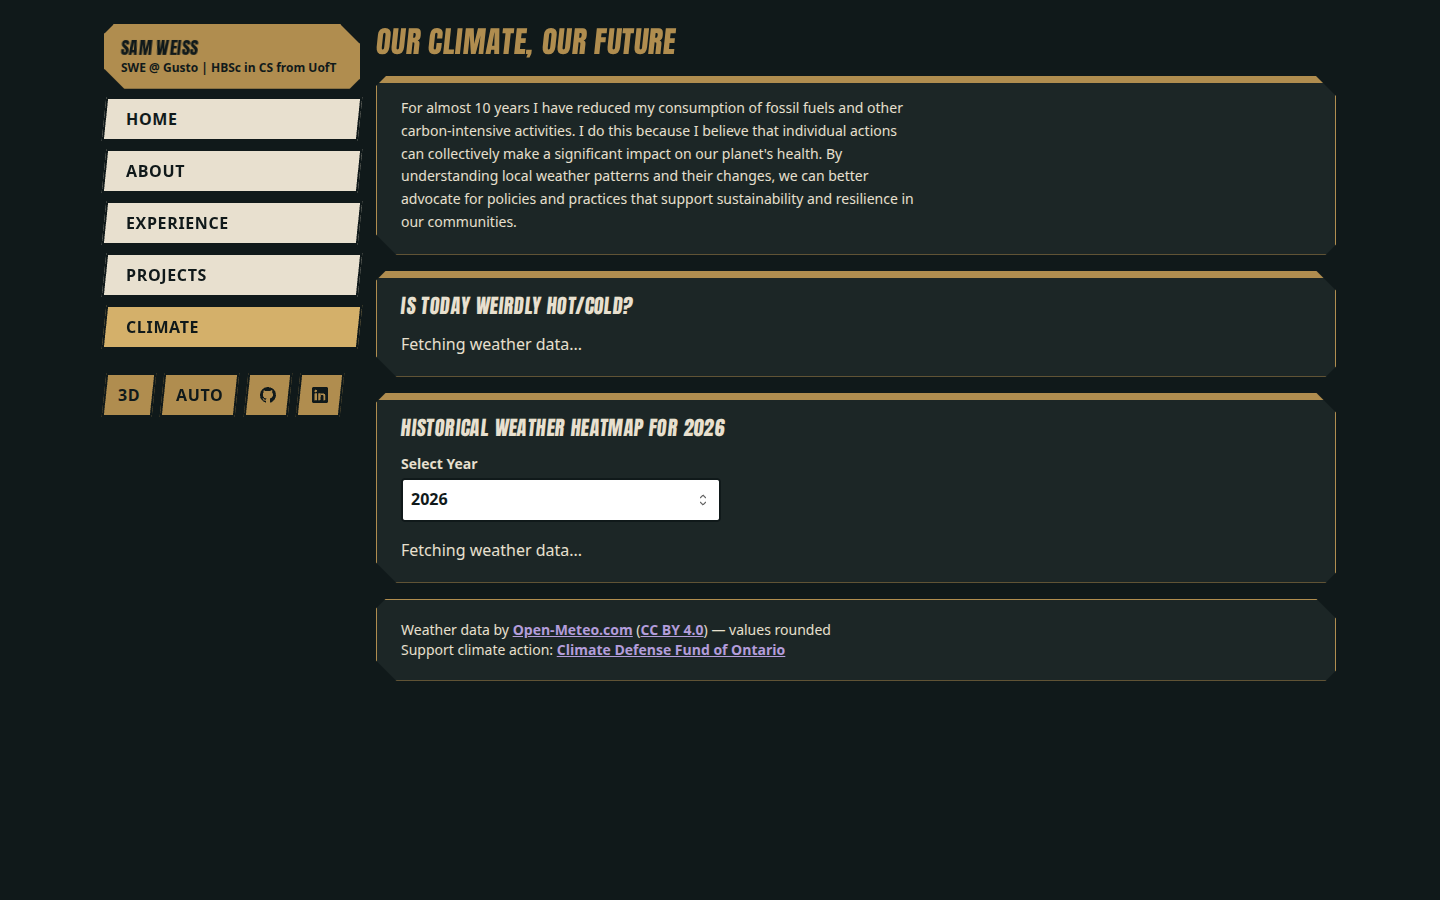 SAM WEISS
SWE @ Gusto | HBSc in CS from UofT
HOME
ABOUT
EXPERIENCE
PROJECTS
CLIMATE
3D
AUTO
OUR CLIMATE, OUR FUTURE
For almost 10 years I have reduced my consumption of fossil fuels and other
carbon-intensive activities. I do this because I believe that individual actions
can collectively make a significant impact on our planet's health. By
understanding local weather patterns and their changes, we can better
advocate for policies and practices that support sustainability and resilience in
our communities.
IS TODAY WEIRDLY HOT/COLD?
Fetching weather data...
HISTORICAL WEATHER HEATMAP FOR 2026
Select Year
2026
Fetching weather data...
Weather data by Open-Meteo.com (CC BY 4.0) — values rounded
Support climate action: Climate Defense Fund of Ontario